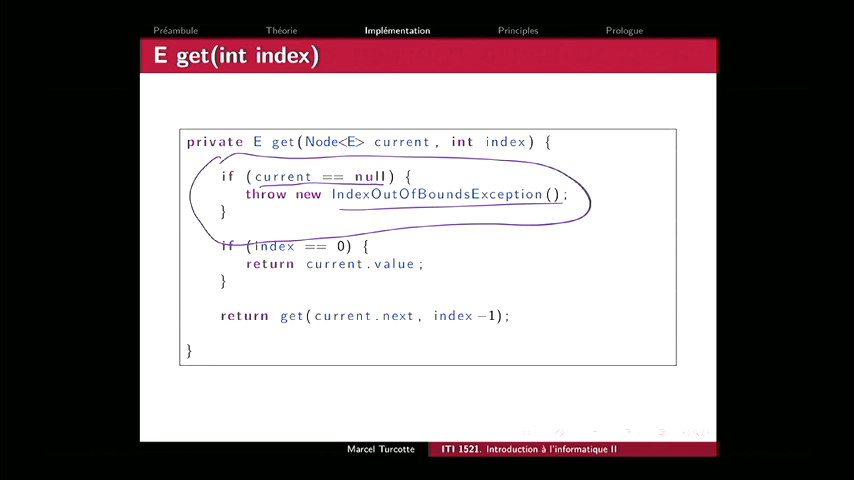 Préambule Théorie Implémentation Principles Prologue
E get(int index)
private E get(Node<E> current, int index) {
if (current == null) {
throw new IndexOutOfBoundsException();
}
if (index == 0) {
return current.value;
}
return get(current.next, index-1);
}
Marcel Turcotte ITI 1521. Introduction à l'informatique II